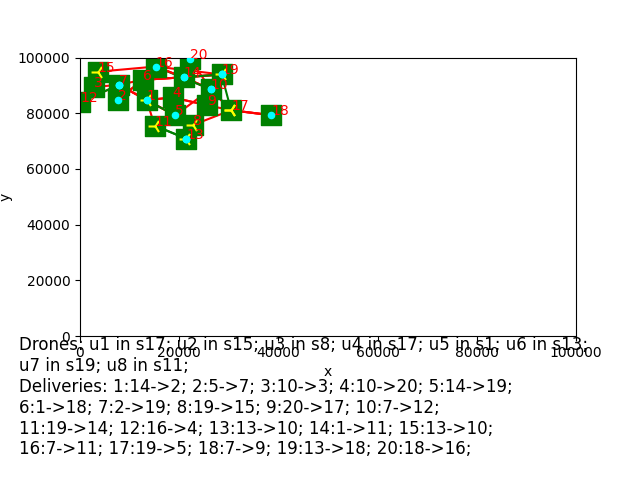 20
16
19
100000
80000
17
18
60000
y
40000
20000
0
0 20000 40000 60000 80000 100000
x
Drones: u1 in s17; u2 in s15; u3 in s8; u4 in s17; u5 in s1; u6 in s13;
u7 in s19; u8 in s11;
Deliveries: 1:14->2; 2:5->7; 3:10->3; 4:10->20; 5:14->19;
6:1->18; 7:2->19; 8:19->15; 9:20->17; 10:7->12;
11:19->14; 12:16->4; 13:13->10; 14:1->11; 15:13->10;
16:7->11; 17:19->5; 18:7->9; 19:13->18; 20:18->16;